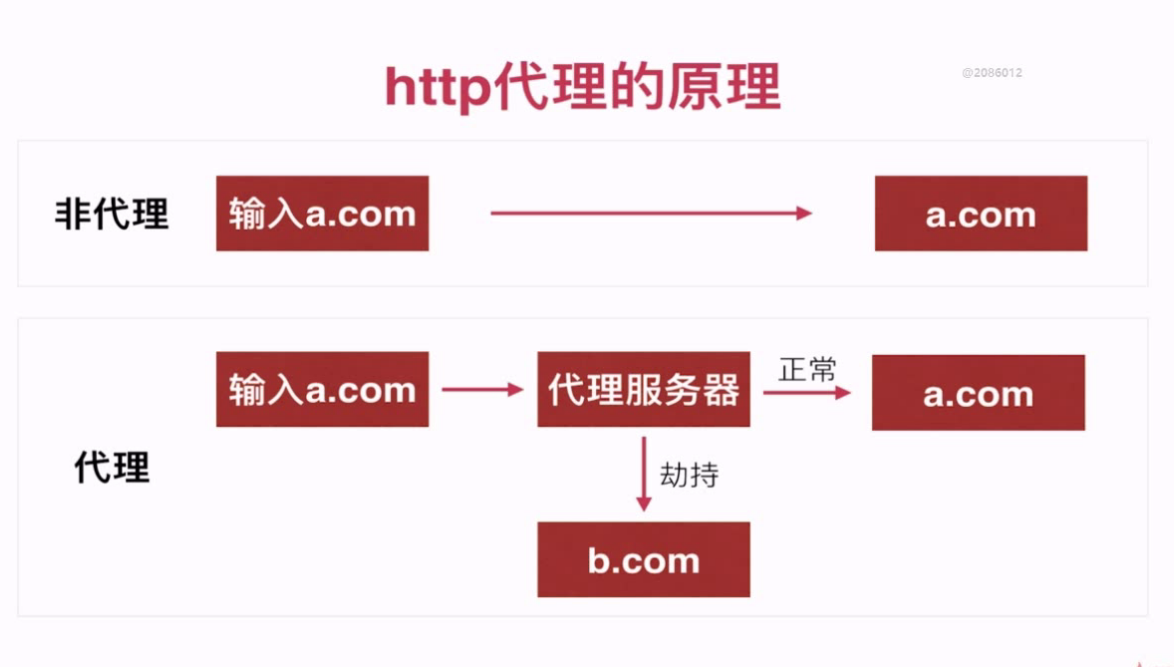 http代理的原理
@2086012
非代理
输入a.com
a.com
输入a.com
代理服务器
正常
a.com
代理
劫持
b.com